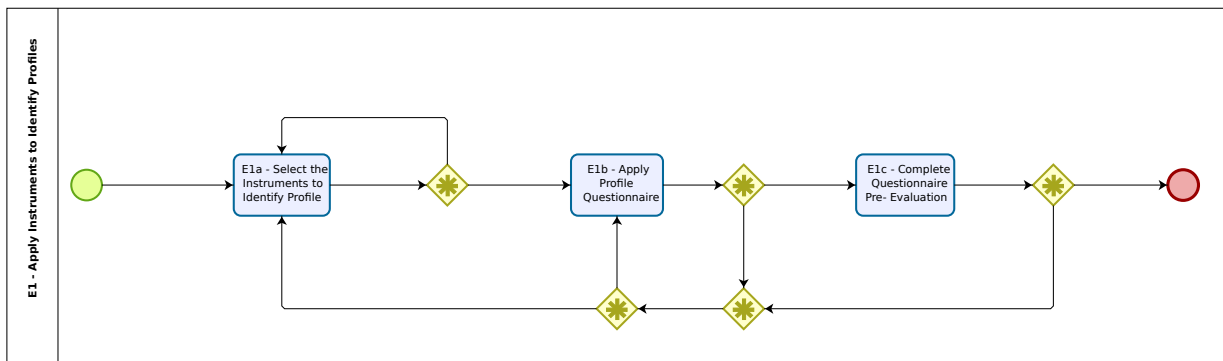 E1 - Apply Instruments to Identify Profiles
E1a - Select the
Instruments to
Identify Profile
E1b - Apply
Profile
Questionnaire
E1c - Complete
Questionnaire
Pre- Evaluation